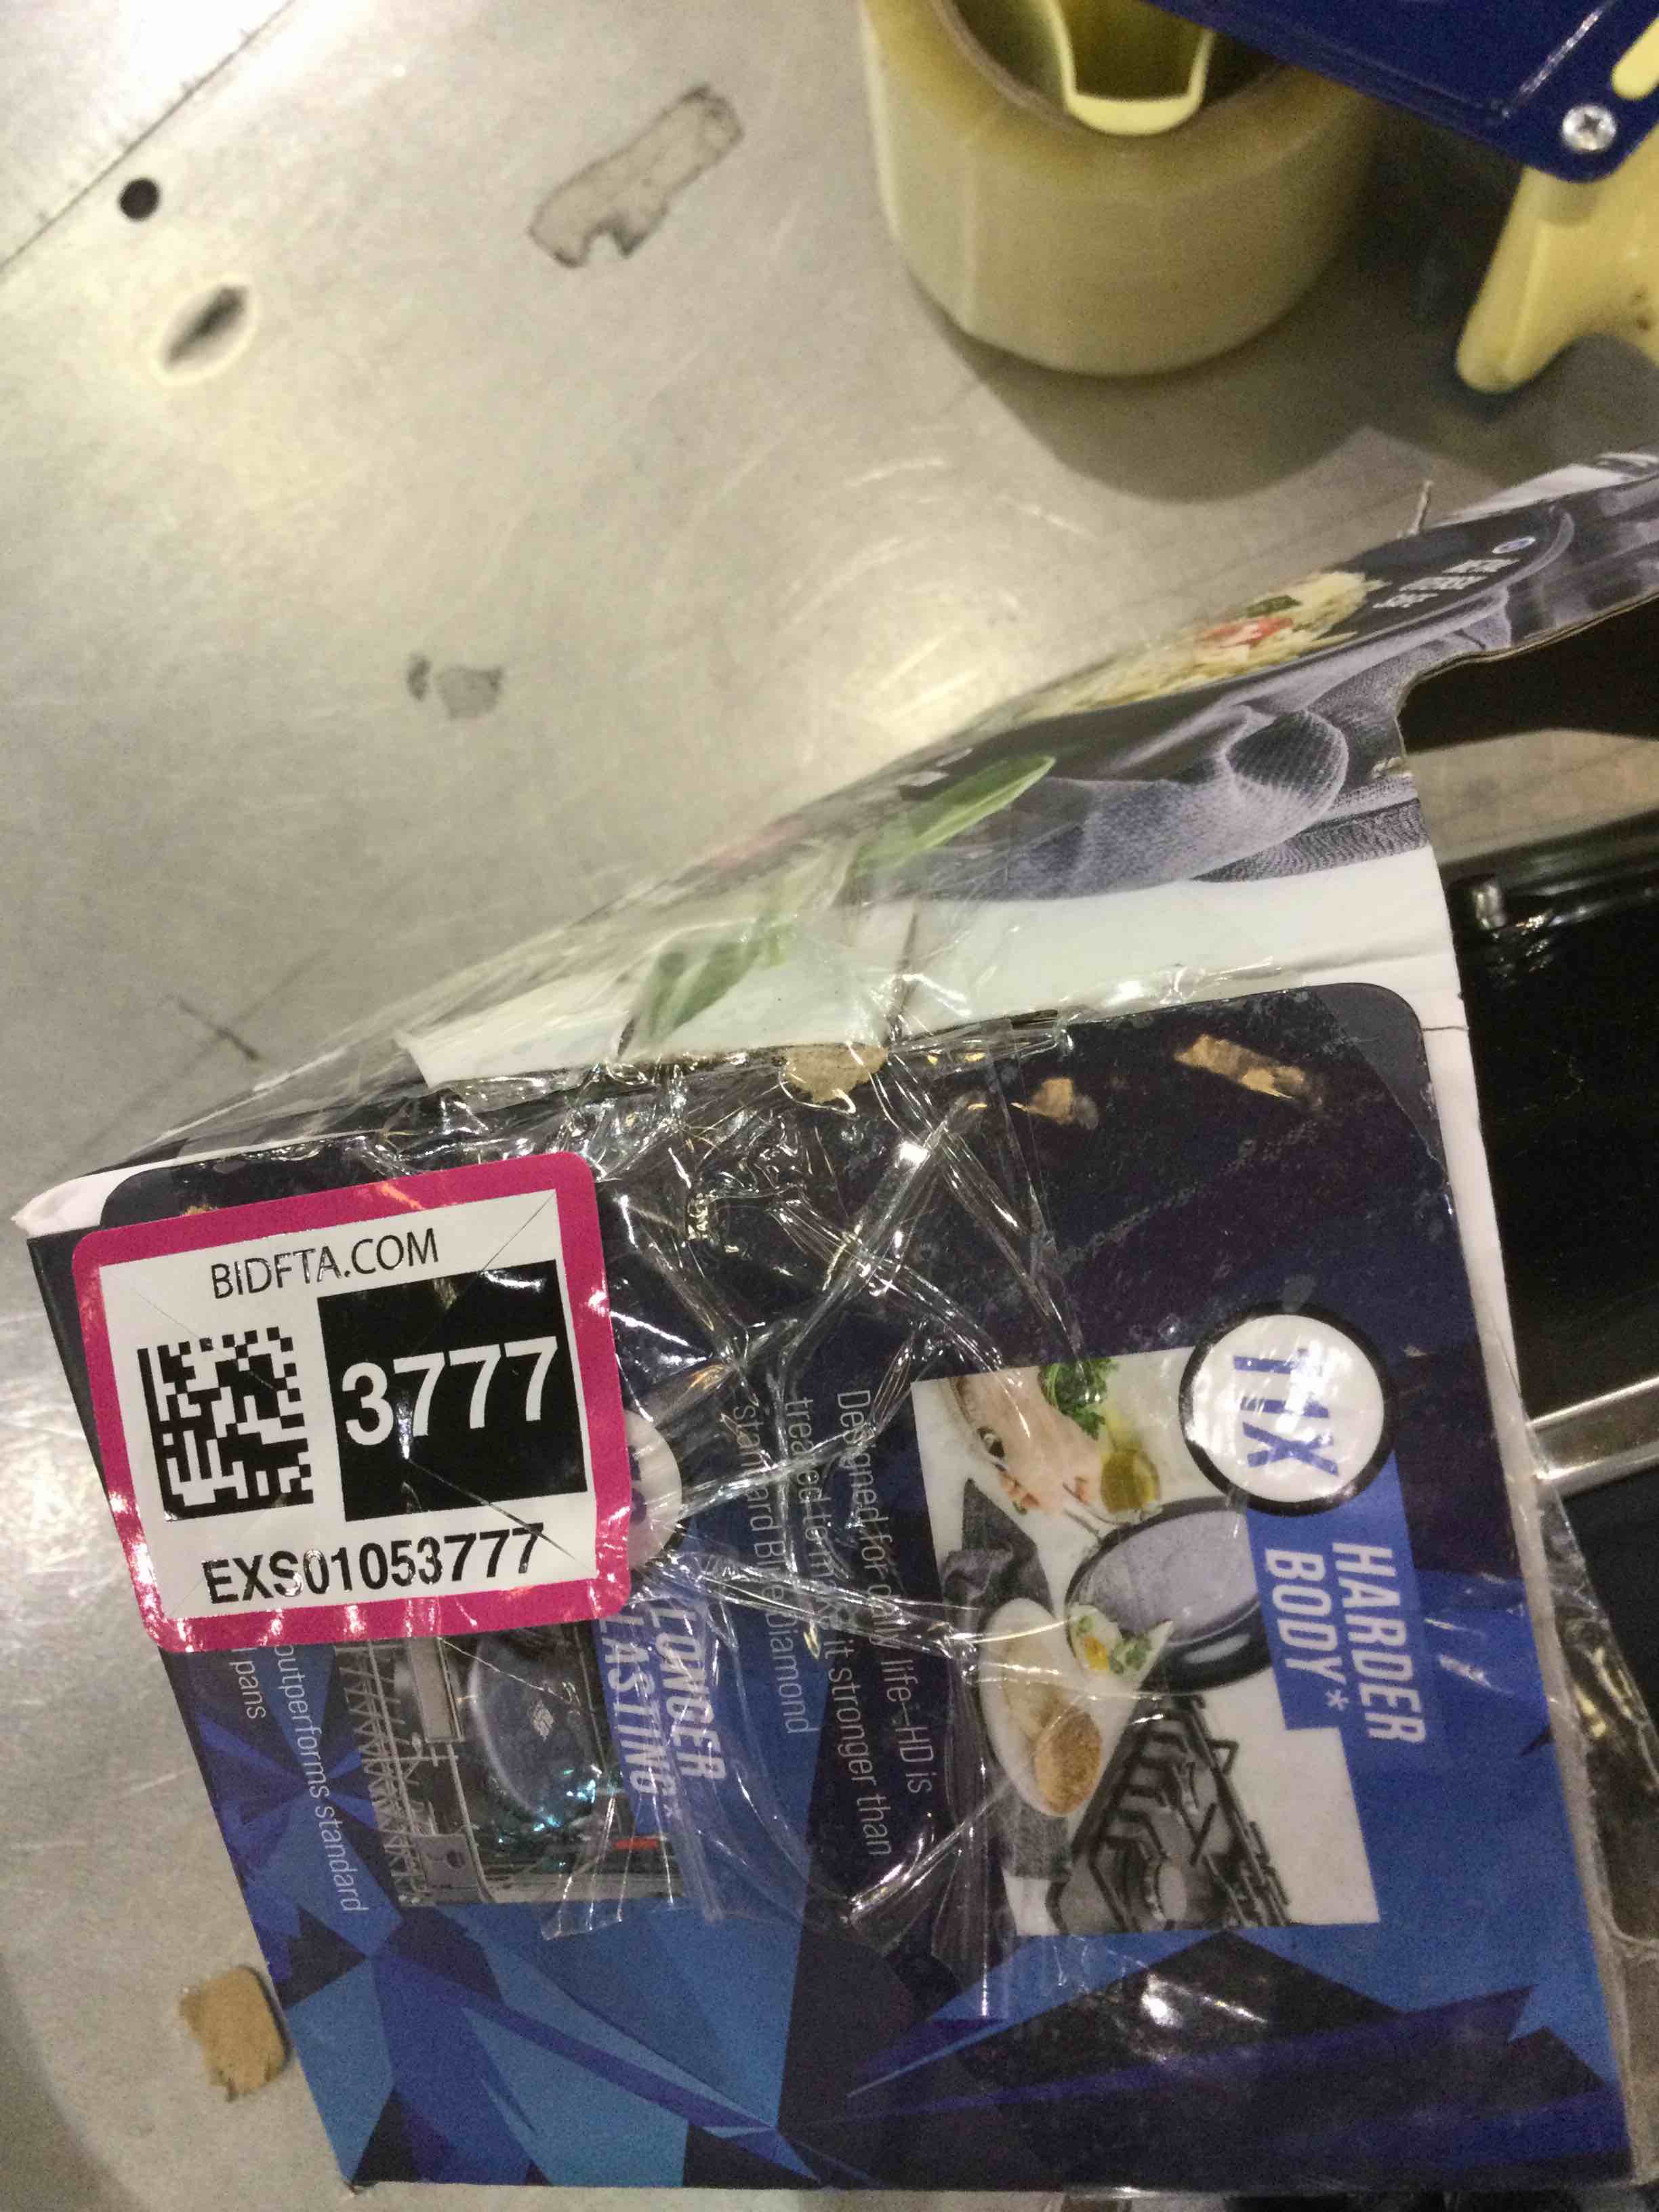 BIDFTA.COM
3777
EXS01053777
11X
HARDER
BODY*
Designed for daily life-HD is
treated to make it stronger than
standard Blue Diamond
LONGER
LASTING*
outperforms standard
pans